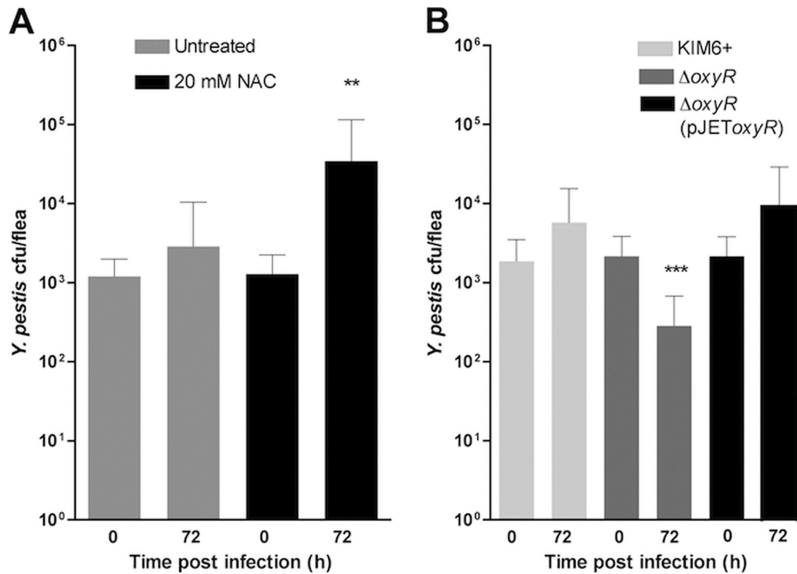 A
Untreated
20 mM NAC
**
Y. pestis cfu/flea
10⁶
10⁵
10⁴
10³
10²
10¹
10⁰
0 72 0 72
Time post infection (h)
B
KIM6+
ΔoxyR
ΔoxyR
(pJEToxyR)
***
Y. pestis cfu/flea
10⁶
10⁵
10⁴
10³
10²
10¹
10⁰
0 72 0 72 0 72
Time post infection (h)